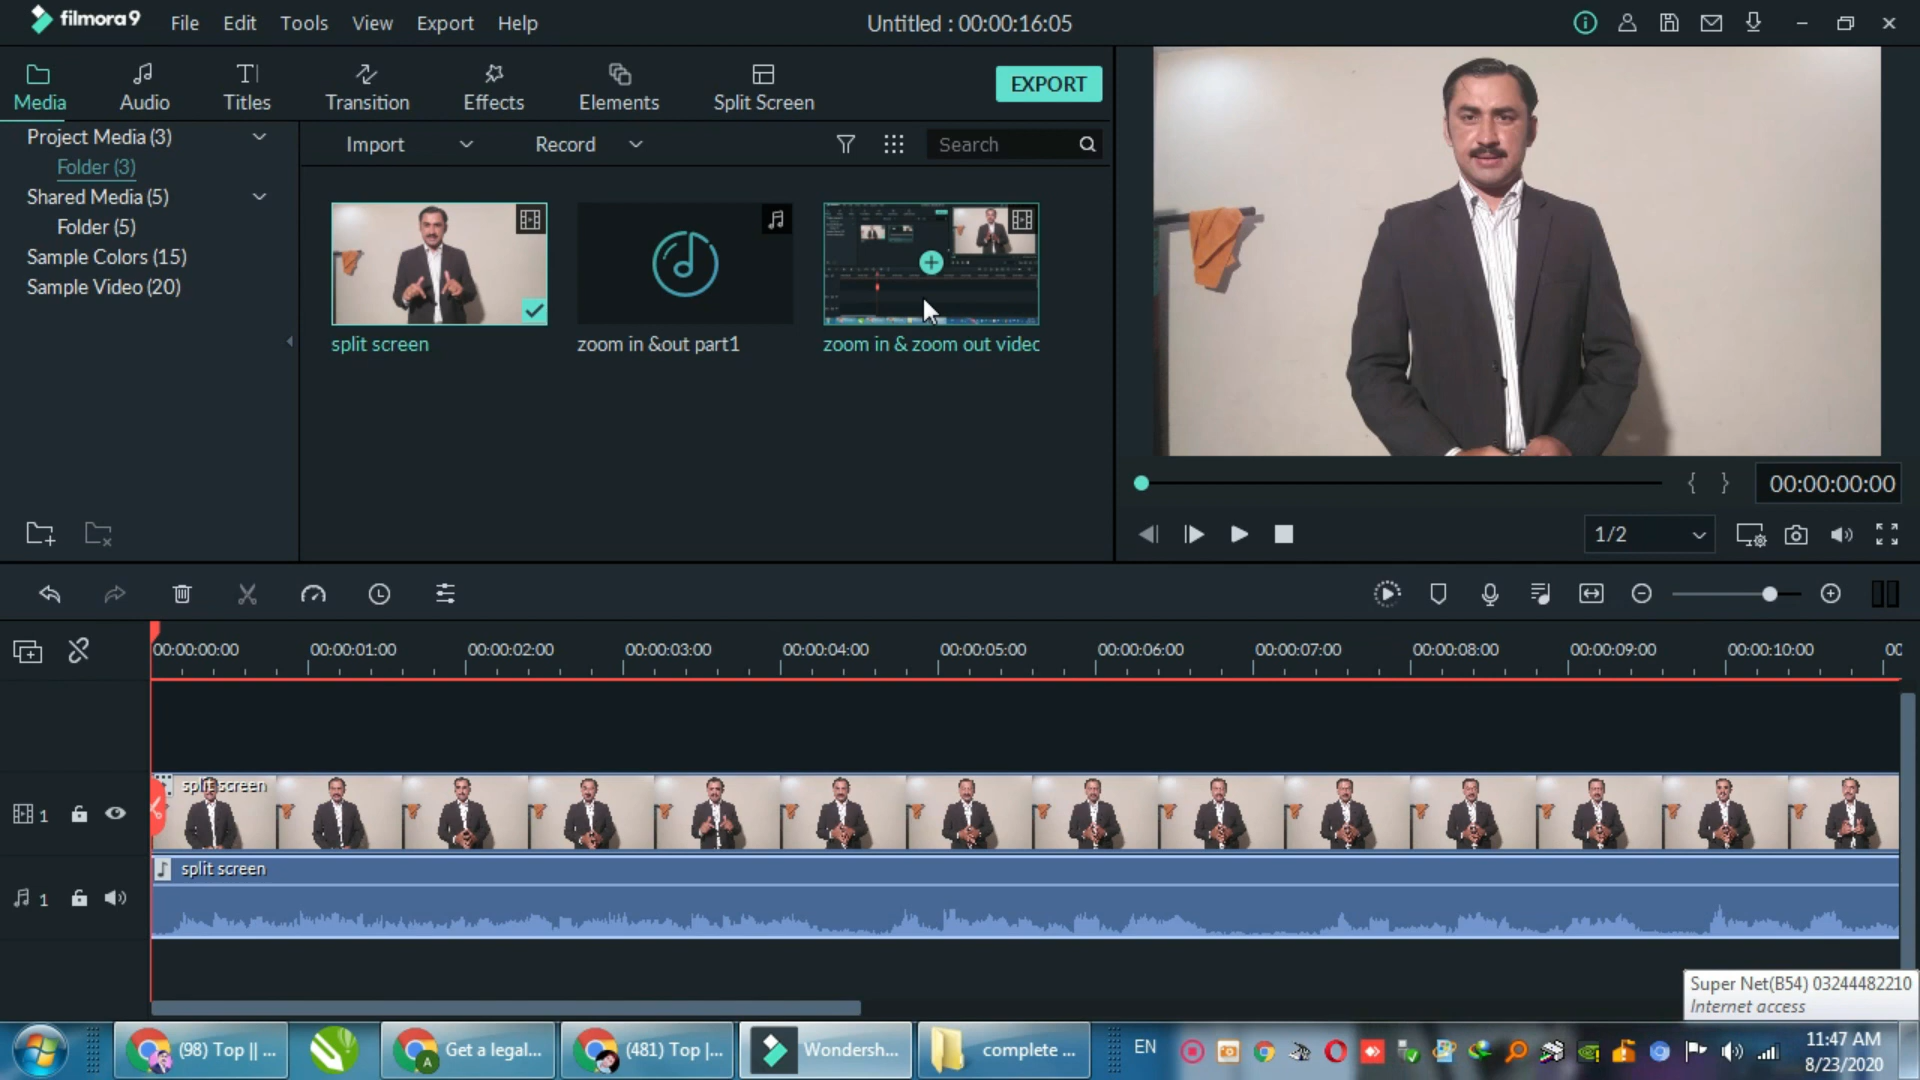 filmora9
File
Edit
Tools
View
Export
Help
Untitled : 00:00:16:05
Media
Audio
Titles
Transition
Effects
Elements
Split Screen
EXPORT
Project Media (3)
Folder (3)
Shared Media (5)
Folder (5)
Sample Colors (15)
Sample Video (20)
Import
Record
Search
split screen
zoom in &out part1
zoom in & zoom out videc
00:00:00:00
1/2
00:00:00:00
00:00:01:00
00:00:02:00
00:00:03:00
00:00:04:00
00:00:05:00
00:00:06:00
00:00:07:00
00:00:08:00
00:00:09:00
00:00:10:00
00
1
split screen
1
split screen
Super Net(B54) 03244482210
Internet access
(98) Top || ...
Get a legal...
(481) Top |...
Wondersh...
complete ...
EN
11:47 AM
8/23/2020